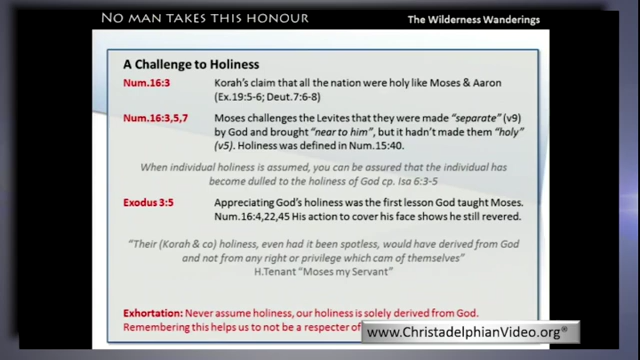 No man takes this honour
The Wilderness Wanderings
A Challenge to Holiness
Num.16:3 Korah's claim that all the nation were holy like Moses & Aaron
(Ex.19:5-6; Deut.7:6-8)
Num.16:3,5,7 Moses challenges the Levites that they were made "separate" (v9)
by God and brought "near to him", but it hadn't made them "holy"
(v5). Holiness was defined in Num.15:40.
When individual holiness is assumed, you can be assured that the individual has
become dulled to the holiness of God cp. Isa 6:3-5
Exodus 3:5 Appreciating God's holiness was the first lesson God taught Moses.
Num.16:4,22,45 His action to cover his face shows he still revered.
"Their (Korah & co) holiness, even had it been spotless, would have derived from God
and not from any right or privilege which cam of themselves"
H.Tenant "Moses my Servant"
Exhortation: Never assume holiness, our holiness is solely derived from God.
Remembering this helps us to not be a respecter of
www.ChristadelphianVideo.org®